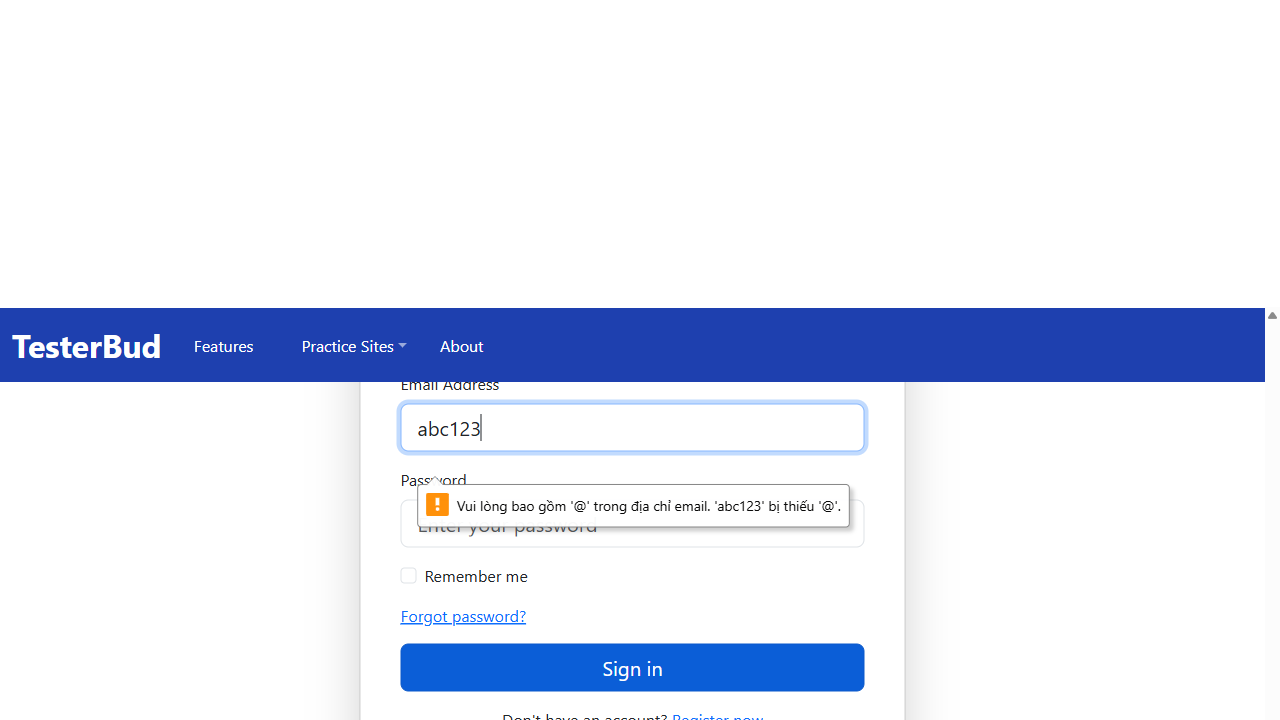 TesterBud Features Practice Sites About
Email Address
abc123
Password
Vui lòng bao gồm '@' trong địa chỉ email. 'abc123' bị thiếu '@'.
Enter your password
Remember me
Forgot password?
Sign in
Don't have an account? Register now